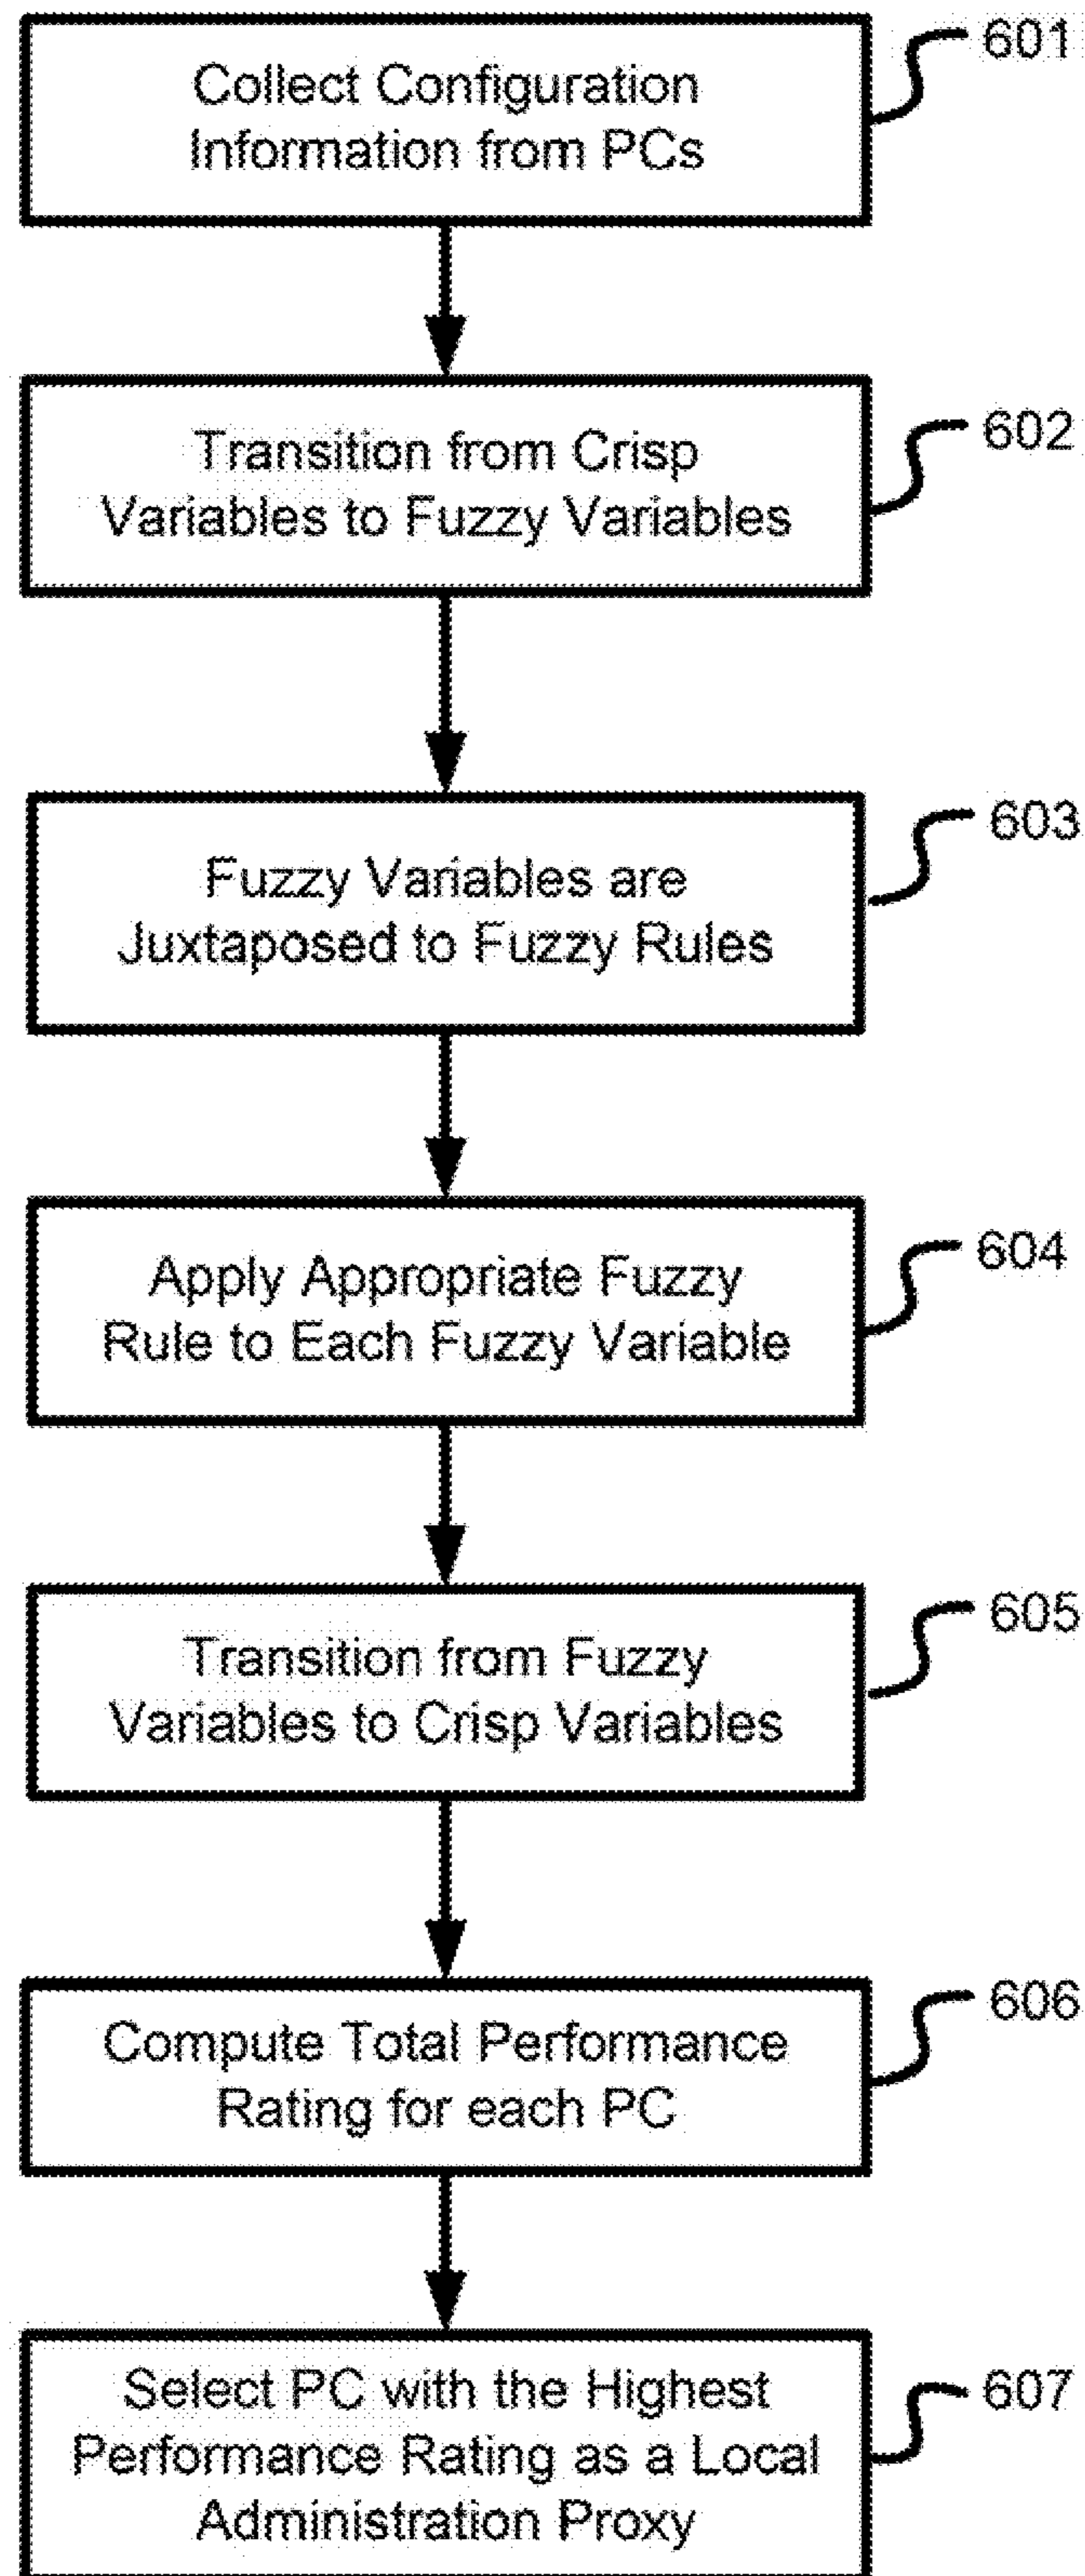 Collect Configuration
Information from PCs
601
Transition from Crisp
Variables to Fuzzy Variables
602
Fuzzy Variables are
Juxtaposed to Fuzzy Rules
603
Apply Appropriate Fuzzy
Rule to Each Fuzzy Variable
604
Transition from Fuzzy
Variables to Crisp Variables
605
Compute Total Performance
Rating for each PC
606
Select PC with the Highest
Performance Rating as a Local
Administration Proxy
607